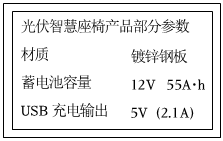 光伏智慧座椅产品部分参数
材质 镀锌钢板
蓄电池容量 12V 55A·h
USB 充电输出 5V (2.1A)